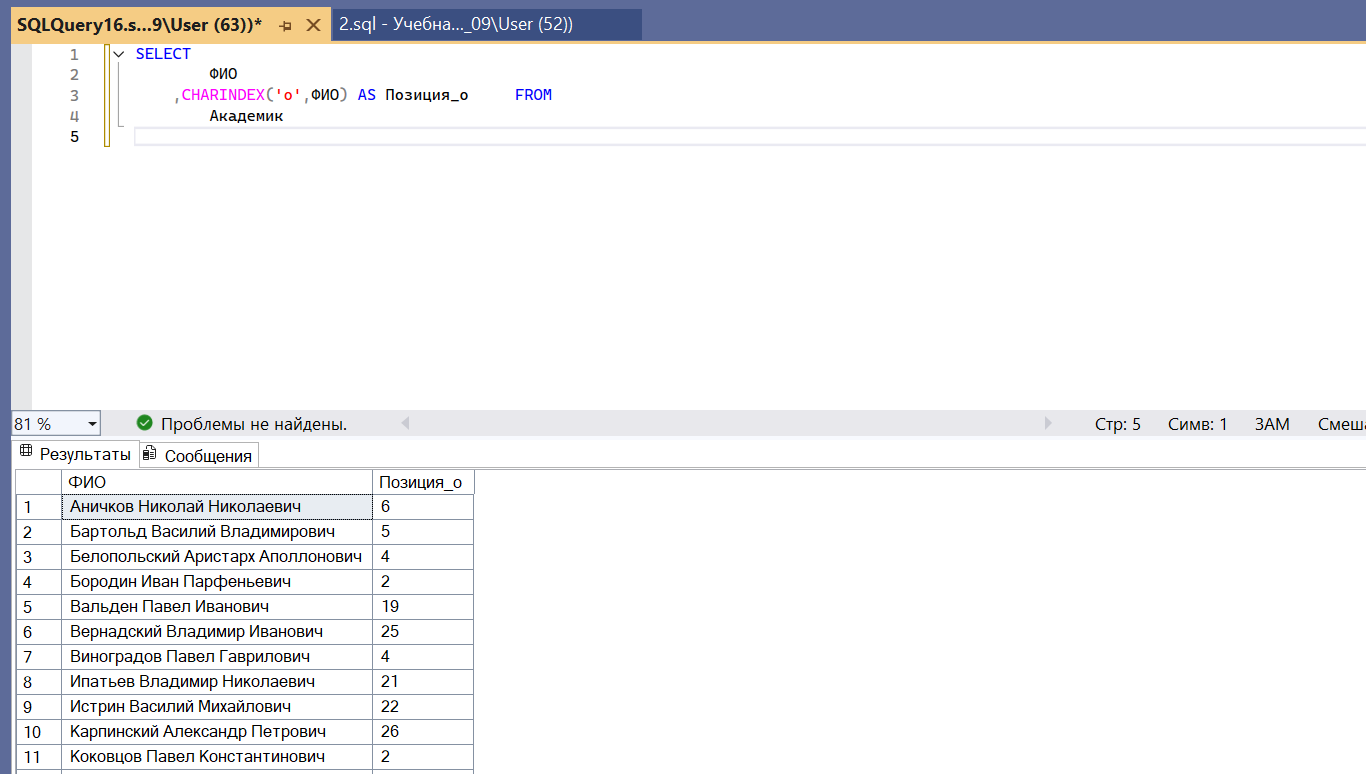 SQLQuery16.s...9\User (63))*
2.sql - Учебна..._09\User (52))
1 SELECT
2 ФИО
3 ,CHARINDEX('о',ФИО) AS Позиция_о FROM
4 Академик
5
81 % Проблемы не найдены. Стр: 5 Симв: 1 ЗАМ Смеша
Результаты Сообщения
ФИО Позиция_о
1 Аничков Николай Николаевич 6
2 Бартольд Василий Владимирович 5
3 Белопольский Аристарх Аполлонович 4
4 Бородин Иван Парфеньевич 2
5 Вальден Павел Иванович 19
6 Вернадский Владимир Иванович 25
7 Виноградов Павел Гаврилович 4
8 Ипатьев Владимир Николаевич 21
9 Истрин Василий Михайлович 22
10 Карпинский Александр Петрович 26
11 Коковцов Павел Константинович 2